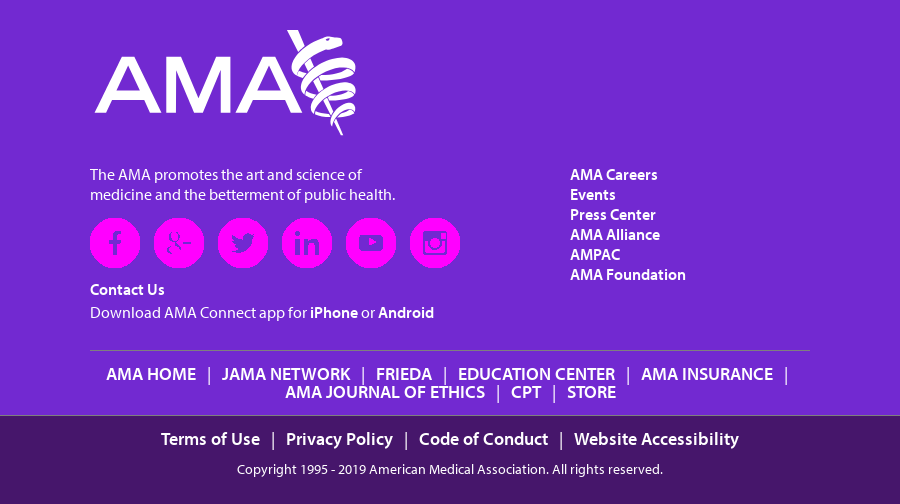 AMA
The AMA promotes the art and science of
medicine and the betterment of public health.
Contact Us
Download AMA Connect app for iPhone or Android
AMA Careers
Events
Press Center
AMA Alliance
AMPAC
AMA Foundation
AMA HOME | JAMA NETWORK | FRIEDA | EDUCATION CENTER | AMA INSURANCE |
AMA JOURNAL OF ETHICS | CPT | STORE
Terms of Use | Privacy Policy | Code of Conduct | Website Accessibility
Copyright 1995 - 2019 American Medical Association. All rights reserved.